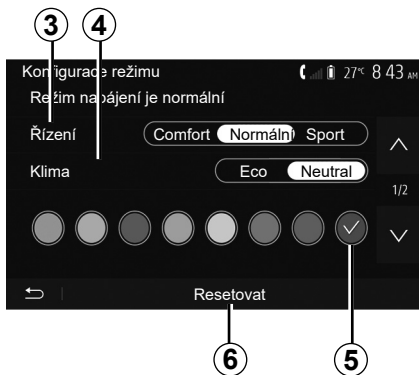 3 4
Konfigurace režimu 27°C 8 43 AM
Režim napájení je normální
Řízení Comfort Normální Sport
Klima Eco Neutral
1/2
Resetovat
6 5